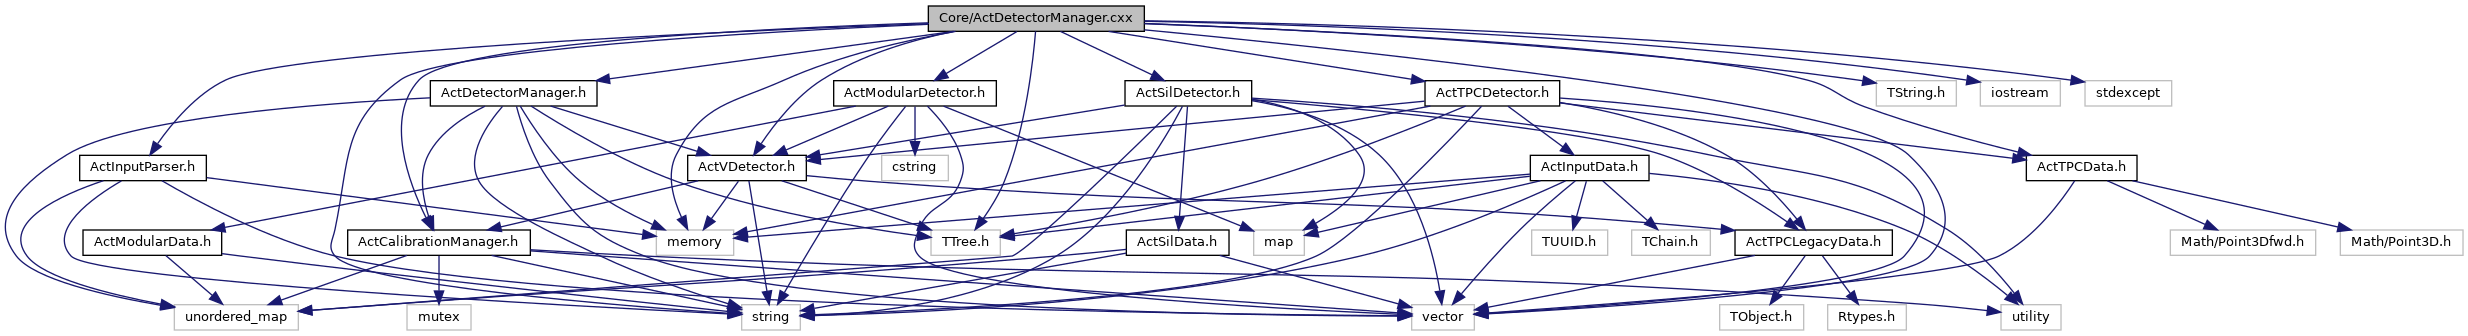 Core/ActDetectorManager.cxx
ActDetectorManager.h
ActModularDetector.h
ActSilDetector.h
ActTPCDetector.h
TString.h
iostream
stdexcept
ActInputParser.h
ActVDetector.h
cstring
ActInputData.h
ActTPCData.h
ActModularData.h
ActCalibrationManager.h
memory
TTree.h
ActSilData.h
map
TUUID.h
TChain.h
ActTPCLegacyData.h
Math/Point3Dfwd.h
Math/Point3D.h
unordered_map
mutex
string
vector
TObject.h
Rtypes.h
utility